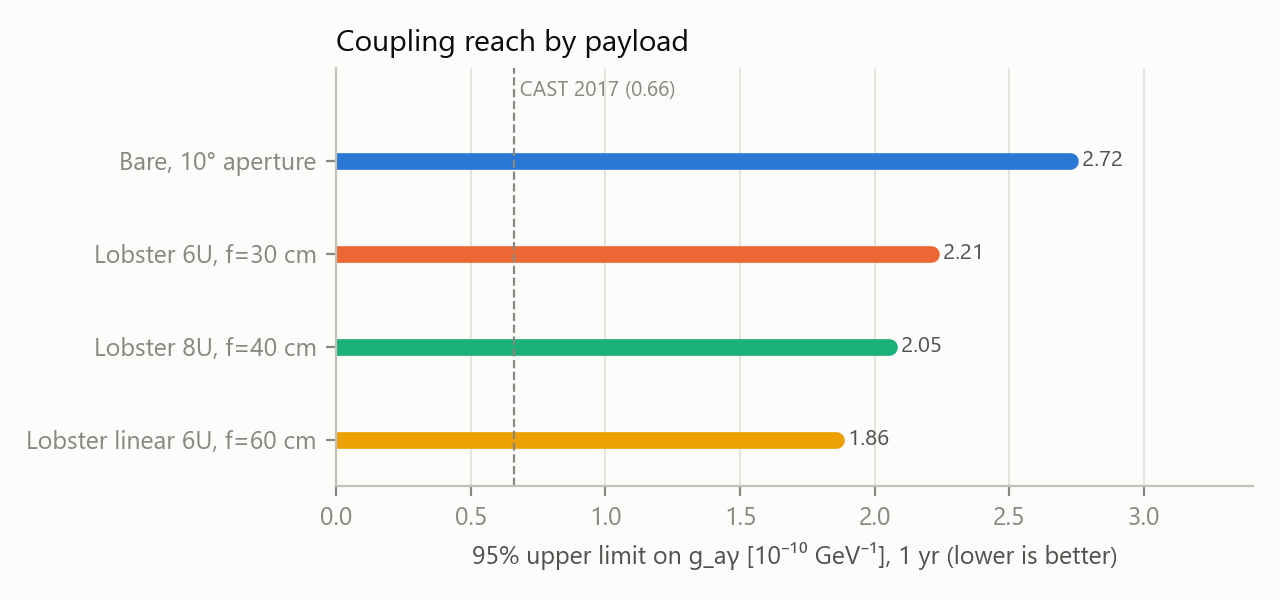 Coupling reach by payload
CAST 2017 (0.66)
Bare, 10° aperture
2.72
Lobster 6U, f=30 cm
2.21
Lobster 8U, f=40 cm
2.05
Lobster linear 6U, f=60 cm
1.86
0.0 0.5 1.0 1.5 2.0 2.5 3.0
95% upper limit on g_aγ [10⁻¹⁰ GeV⁻¹], 1 yr (lower is better)